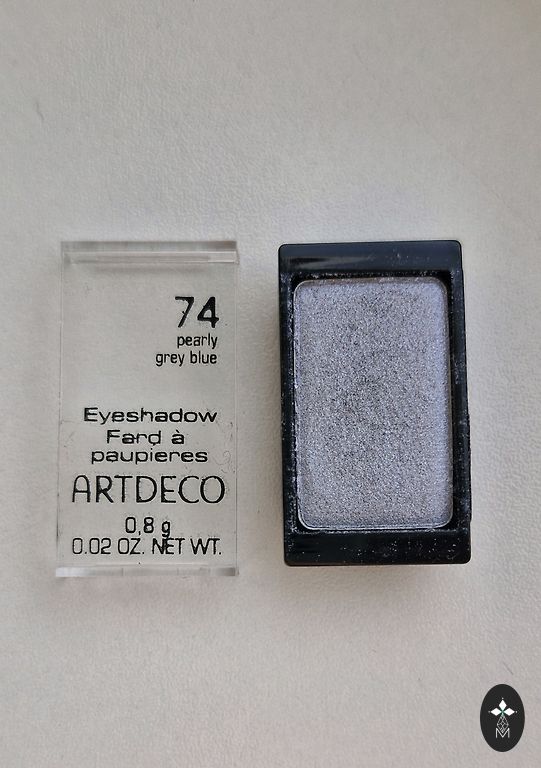 74
pearly
grey blue
Eyeshadow
Fard à
paupieres
ARTDECO
0,8 g
0.02 OZ. NET WT.
M